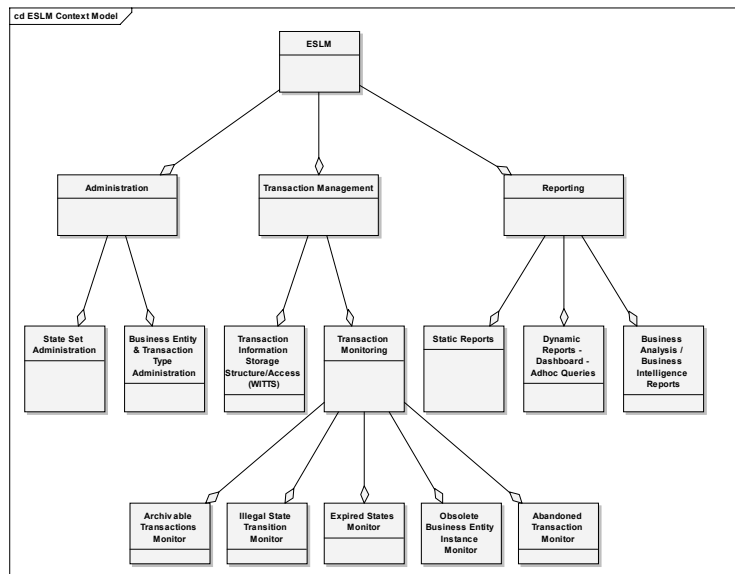 cd ESLM Context Model
ESLM
Administration
Transaction Management
Reporting
State Set
Administration
Business Entity
& Transaction
Type
Administration
Transaction
Information
Storage
Structure/Access
(WITTS)
Transaction
Monitoring
Static Reports
Dynamic
Reports -
Dashboard -
Adhoc Queries
Business
Analysis /
Business
Intelligence
Reports
Archivable
Transactions
Monitor
Illegal State
Transition
Monitor
Expired States
Monitor
Obsolete
Business Entity
Instance
Monitor
Abandoned
Transaction
Monitor